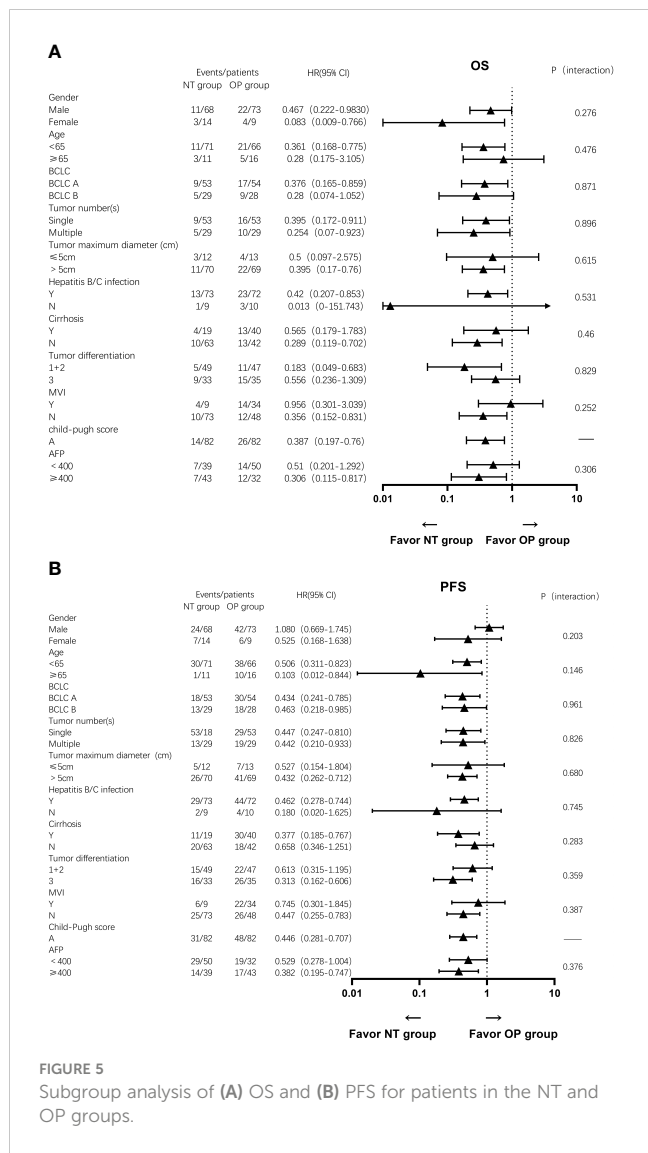 A
OS
Events/patients HR(95% CI) P (interaction)
NT group OP group
Gender
Male 11/68 22/73 0.467 (0.222-0.9830) 0.276
Female 3/14 4/9 0.083 (0.009-0.766)
Age
<65 11/71 21/66 0.361 (0.168-0.775) 0.476
≥65 3/11 5/16 0.28 (0.175-3.105)
BCLC
BCLC A 9/53 17/54 0.376 (0.165-0.859) 0.871
BCLC B 5/29 9/28 0.28 (0.074-1.052)
Tumor number(s)
Single 9/53 16/53 0.395 (0.172-0.911) 0.896
Multiple 5/29 10/29 0.254 (0.07-0.923)
Tumor maximum diameter (cm)
≤5cm 3/12 4/13 0.5 (0.097-2.575) 0.615
>5cm 11/70 22/69 0.395 (0.17-0.76)
Hepatitis B/C infection
Y 13/73 23/72 0.42 (0.207-0.853) 0.531
N 1/9 3/10 0.013 (0-151.743)
Cirrhosis
Y 4/19 13/40 0.565 (0.179-1.783) 0.46
N 10/63 13/42 0.289 (0.119-0.702)
Tumor differentiation
1+2 5/49 11/47 0.183 (0.049-0.683) 0.829
3 9/33 15/35 0.556 (0.236-1.309)
MVI
Y 4/9 14/34 0.956 (0.301-3.039) 0.252
N 10/73 12/48 0.356 (0.152-0.831)
child-pugh score
A 14/82 26/82 0.387 (0.197-0.76) —
AFP
<400 7/39 14/50 0.51 (0.201-1.292) 0.306
≥400 7/43 12/32 0.306 (0.115-0.817)
0.01 0.1 1 10
← →
Favor NT group Favor OP group
B
PFS
Events/patients HR(95% CI) P (interaction)
NT group OP group
Gender
Male 24/68 42/73 1.080 (0.669-1.745) 0.203
Female 7/14 6/9 0.525 (0.168-1.638)
Age
<65 30/71 38/66 0.506 (0.311-0.823) 0.146
≥65 1/11 10/16 0.103 (0.012-0.844)
BCLC
BCLC A 18/53 30/54 0.434 (0.241-0.785) 0.961
BCLC B 13/29 18/28 0.463 (0.218-0.985)
Tumor number(s)
Single 53/18 29/53 0.447 (0.247-0.810) 0.826
Multiple 13/29 19/29 0.442 (0.210-0.933)
Tumor maximum diameter (cm)
≤5cm 5/12 7/13 0.527 (0.154-1.804) 0.680
>5cm 26/70 41/69 0.432 (0.262-0.712)
Hepatitis B/C infection
Y 29/73 44/72 0.462 (0.278-0.744) 0.745
N 2/9 4/10 0.180 (0.020-1.625)
Cirrhosis
Y 11/19 30/40 0.377 (0.185-0.767) 0.283
N 20/63 18/42 0.658 (0.346-1.251)
Tumor differentiation
1+2 15/49 22/47 0.613 (0.315-1.195) 0.359
3 16/33 26/35 0.313 (0.162-0.606)
MVI
Y 6/9 22/34 0.745 (0.301-1.845) 0.387
N 25/73 26/48 0.447 (0.255-0.783)
Child-Pugh score
A 31/82 48/82 0.446 (0.281-0.707) —
AFP
<400 29/50 19/32 0.529 (0.278-1.004) 0.376
≥400 14/39 17/43 0.382 (0.195-0.747)
0.01 0.1 1 10
← →
Favor NT group Favor OP group
FIGURE 5
Subgroup analysis of (A) OS and (B) PFS for patients in the NT and
OP groups.